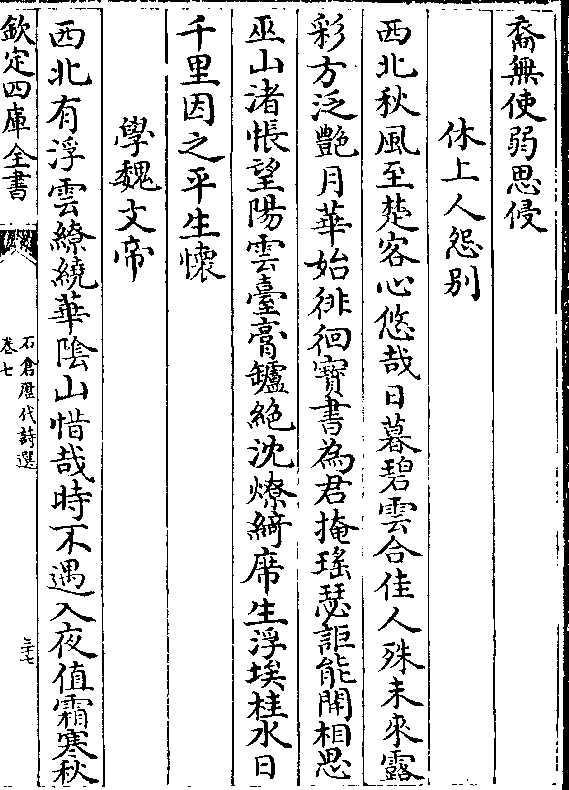 裔無使弱思侵
休上人怨别
西北秋風至楚客心悠哉日暮碧雲合佳人殊未來露
彩方泛艶月華始徘徊寳書為君掩瑤瑟詎能開相思
巫山渚悵望陽雲臺膏鑪絶沈燎綺席生浮埃桂水日
千里因之平生懷
學魏文帝
西北有浮雲繚繞華隂山惜哉時不遇入夜值霜寒秋
欽定四庫全書
石倉歴代詩選
卷七
三七